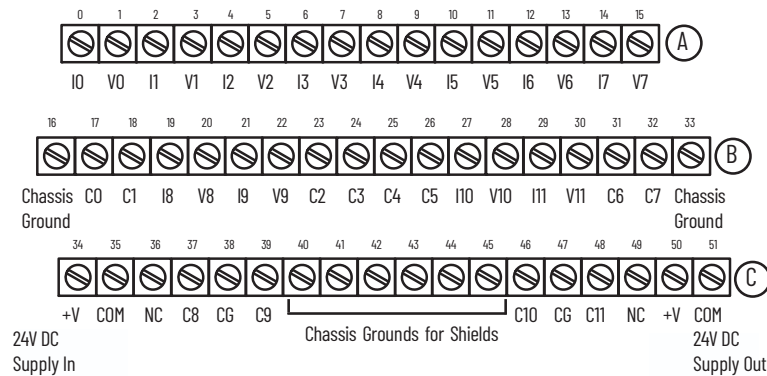 0 1 2 3 4 5 6 7 8 9 10 11 12 13 14 15
A
I0 V0 I1 V1 I2 V2 I3 V3 I4 V4 I5 V5 I6 V6 I7 V7
16 17 18 19 20 21 22 23 24 25 26 27 28 29 30 31 32 33
B
Chassis C0 C1 I8 V8 I9 V9 C2 C3 C4 C5 I10 V10 I11 V11 C6 C7 Chassis
Ground Ground
34 35 36 37 38 39 40 41 42 43 44 45 46 47 48 49 50 51
C
+V COM NC C8 CG C9 Chassis Grounds for Shields C10 CG C11 NC +V COM
24V DC 24V DC
Supply In Supply Out